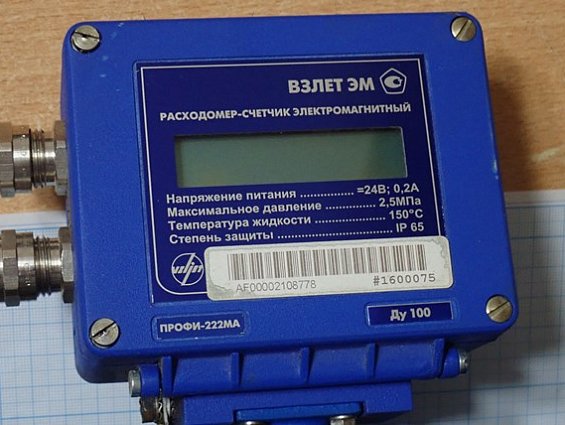 ВЗЛЕТ ЭМ
РАСХОДОМЕР-СЧЕТЧИК ЭЛЕКТРОМАГНИТНЫЙ
Напряжение питания ................ =24В; 0,2А
Максимальное давление ............... 2,5МПа
Температура жидкости ..................... 150°С
Степень защиты ................................. IP 65
AF00002108778 #1600075
ПРОФИ-222МА Ду 100